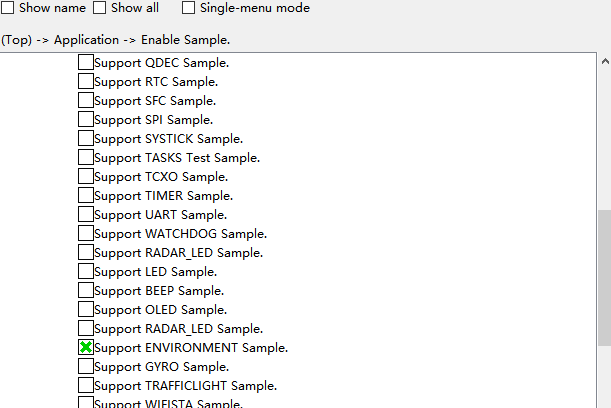 Show name Show all Single-menu mode
(Top) -> Application -> Enable Sample.
Support QDEC Sample.
Support RTC Sample.
Support SFC Sample.
Support SPI Sample.
Support SYSTICK Sample.
Support TASKS Test Sample.
Support TCXO Sample.
Support TIMER Sample.
Support UART Sample.
Support WATCHDOG Sample.
Support RADAR_LED Sample.
Support LED Sample.
Support BEEP Sample.
Support OLED Sample.
Support RADAR_LED Sample.
Support ENVIRONMENT Sample.
Support GYRO Sample.
Support TRAFFICLIGHT Sample.
Support WIFISTA Sample.